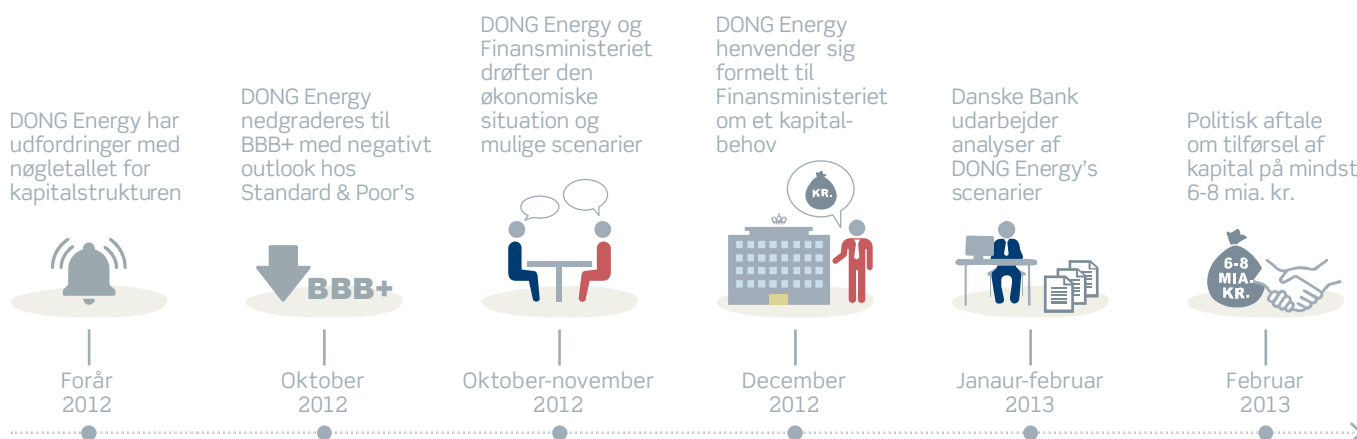 DONG Energy har
udfordringer med
nøgletallet for
kapitalstrukturen
Forår
2012
DONG Energy
nedgraderes til
BBB+ med negativt
outlook hos
Standard & Poor's
BBB+
Oktober
2012
DONG Energy og
Finansministeriet
drøfter den
økonomiske
situation og
mulige scenarier
Oktober-november
2012
DONG Energy
henvender sig
formelt til
Finansministeriet
om et kapital-
behov
KR.
December
2012
Danske Bank
udarbejder
analyser af
DONG Energy's
scenarier
Janaur-februar
2013
Politisk aftale
om tilførsel af
kapital på mindst
6-8 mia. kr.
6-8
MIA.
KR.
Februar
2013